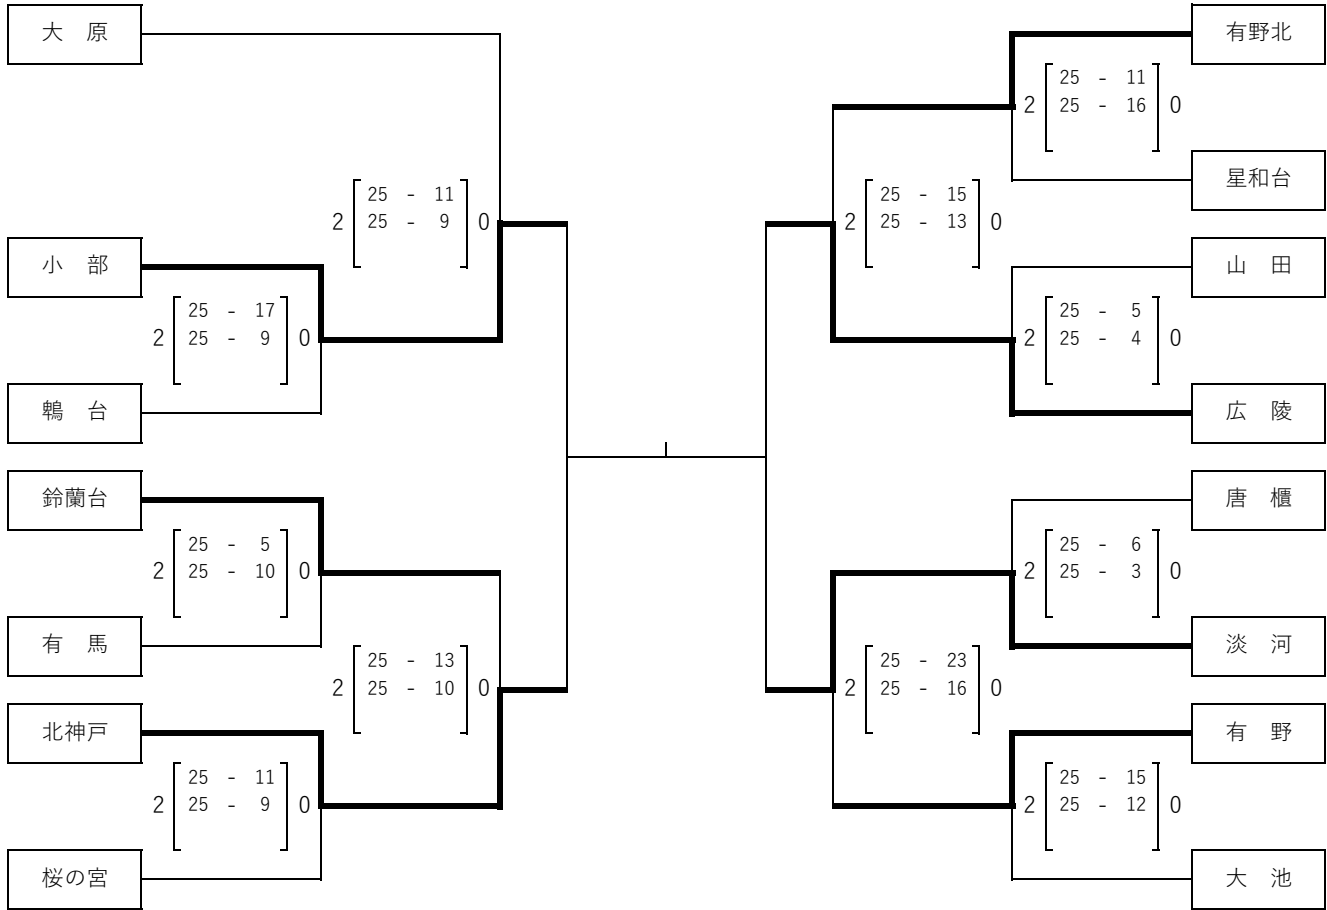 大　原
有野北
25 - 11
2 25 - 16 0
星和台
25 - 11
2 25 - 9 0
25 - 15
2 25 - 13 0
小　部
山　田
25 - 17
2 25 - 9 0
25 - 5
2 25 - 4 0
鵯　台
広　陵
鈴蘭台
唐　櫃
25 - 5
2 25 - 10 0
25 - 6
2 25 - 3 0
有　馬
淡　河
25 - 13
2 25 - 10 0
25 - 23
2 25 - 16 0
北神戸
有　野
25 - 11
2 25 - 9 0
25 - 15
2 25 - 12 0
桜の宮
大　池